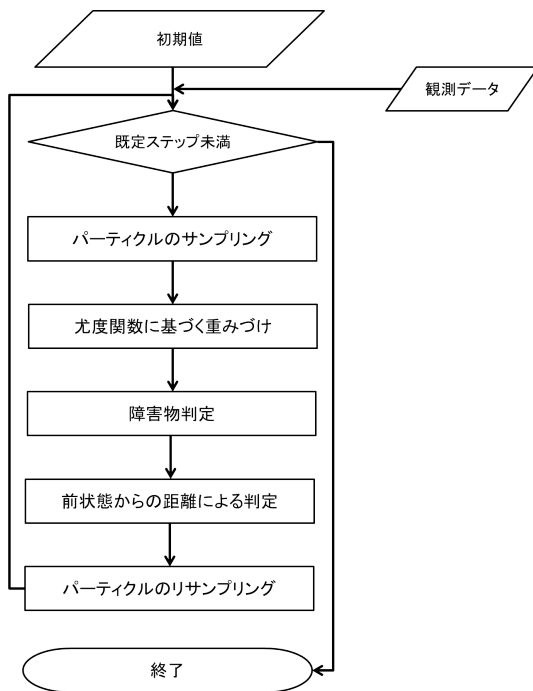 初期値
観測データ
既定ステップ未満
パーティクルのサンプリング
尤度関数に基づく重みづけ
障害物判定
前状態からの距離による判定
パーティクルのリサンプリング
終了